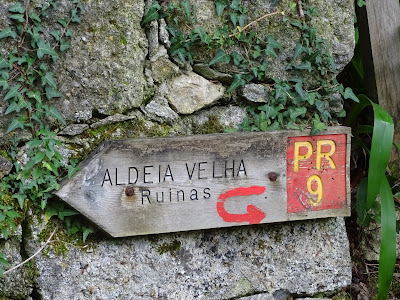 ALDEIA VELHA
Ruinas
PR
9